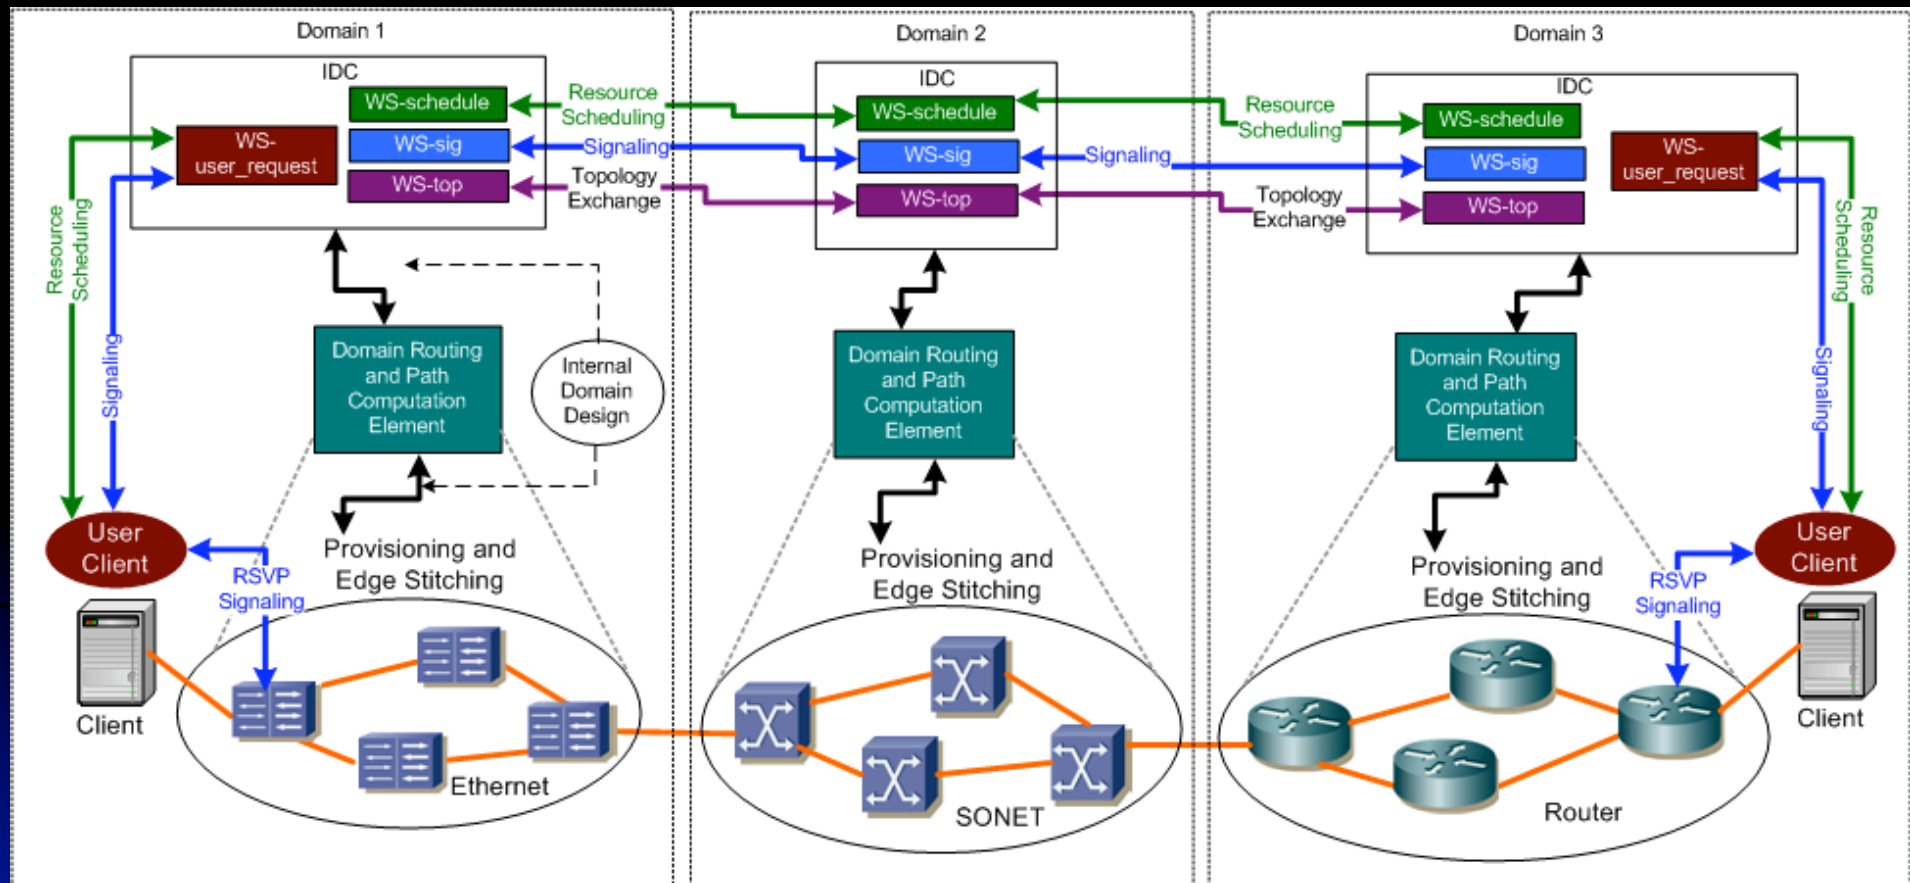 Domain 1
IDC
WS-schedule
WS-sig
WS-top
WS-
user_request
Resource
Scheduling
Signaling
Topology
Exchange
Resource
Scheduling
Signaling
Domain Routing
and Path
Computation
Element
Internal
Domain
Design
User
Client
RSVP
Signaling
Provisioning and
Edge Stitching
Client
Ethernet
Domain 2
IDC
WS-schedule
WS-sig
WS-top
Signaling
Domain Routing
and Path
Computation
Element
Provisioning and
Edge Stitching
SONET
Domain 3
IDC
Resource
Scheduling
Topology
Exchange
WS-schedule
WS-sig
WS-top
WS-
user_request
Resource
Scheduling
Signaling
Domain Routing
and Path
Computation
Element
Provisioning and
Edge Stitching
RSVP
Signaling
User
Client
Client
Router